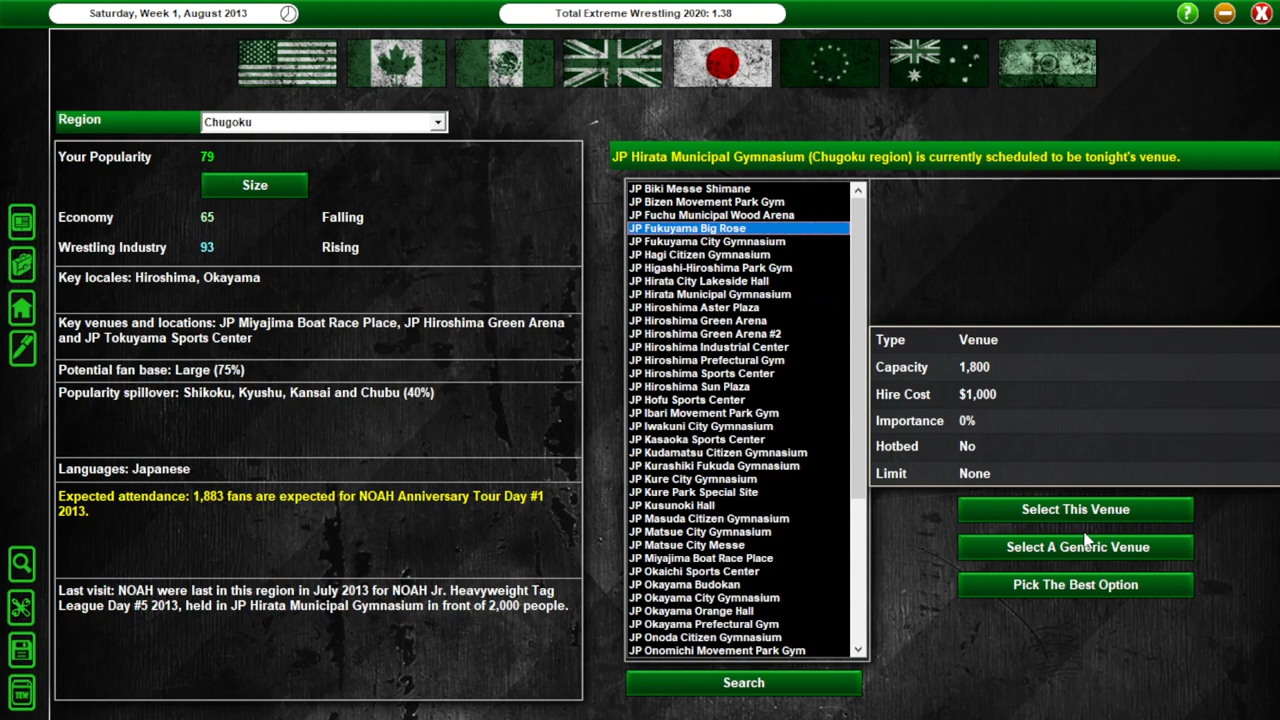 Saturday, Week 1, August 2013
Total Extreme Wrestling 2020: 1.38
Region
Chugoku
Your Popularity 79
Size
Economy 65 Falling
Wrestling Industry 93 Rising
Key locales: Hiroshima, Okayama
Key venues and locations: JP Miyajima Boat Race Place, JP Hiroshima Green Arena
and JP Tokuyama Sports Center
Potential fan base: Large (75%)
Popularity spillover: Shikoku, Kyushu, Kansai and Chubu (40%)
Languages: Japanese
Expected attendance: 1,883 fans are expected for NOAH Anniversary Tour Day #1
2013.
Last visit: NOAH were last in this region in July 2013 for NOAH Jr. Heavyweight Tag
League Day #5 2013, held in JP Hirata Municipal Gymnasium in front of 2,000 people.
JP Hirata Municipal Gymnasium (Chugoku region) is currently scheduled to be tonight's venue.
JP Biki Messe Shimane
JP Bizen Movement Park Gym
JP Fuchu Municipal Wood Arena
JP Fukuyama Big Rose
JP Fukuyama City Gymnasium
JP Hagi Citizen Gymnasium
JP Higashi-Hiroshima Park Gym
JP Hirata City Lakeside Hall
JP Hirata Municipal Gymnasium
JP Hiroshima Aster Plaza
JP Hiroshima Green Arena
JP Hiroshima Green Arena #2
JP Hiroshima Industrial Center
JP Hiroshima Prefectural Gym
JP Hiroshima Sports Center
JP Hiroshima Sun Plaza
JP Hofu Sports Center
JP Ibari Movement Park Gym
JP Iwakuni City Gymnasium
JP Kasaoka Sports Center
JP Kudamatsu Citizen Gymnasium
JP Kurashiki Fukuda Gymnasium
JP Kure City Gymnasium
JP Kure Park Special Site
JP Kusunoki Hall
JP Masuda Citizen Gymnasium
JP Matsue City Gymnasium
JP Matsue City Messe
JP Miyajima Boat Race Place
JP Okaichi Sports Center
JP Okayama Budokan
JP Okayama City Gymnasium
JP Okayama Orange Hall
JP Okayama Prefectural Gym
JP Onoda Citizen Gymnasium
JP Onomichi Movement Park Gym
Search
Type Venue
Capacity 1,800
Hire Cost $1,000
Importance 0%
Hotbed No
Limit None
Select This Venue
Select A Generic Venue
Pick The Best Option
TEW